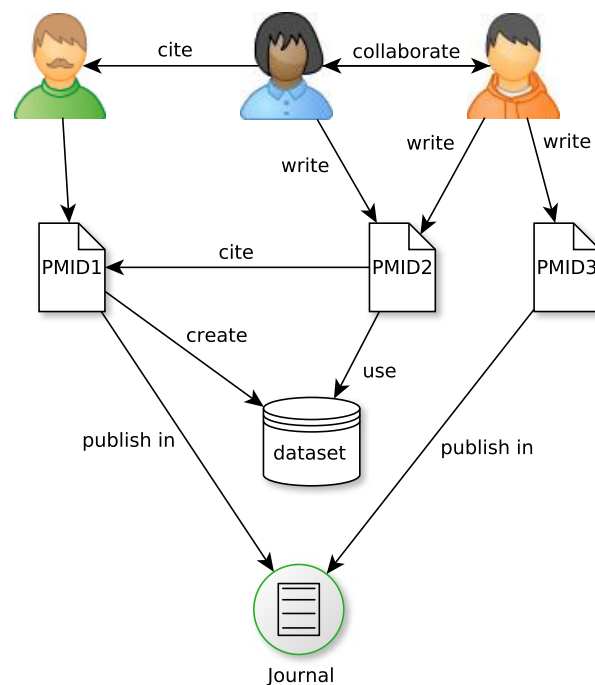 cite
collaborate
write
write
write
PMID1
cite
PMID2
PMID3
create
use
publish in
dataset
publish in
Journal